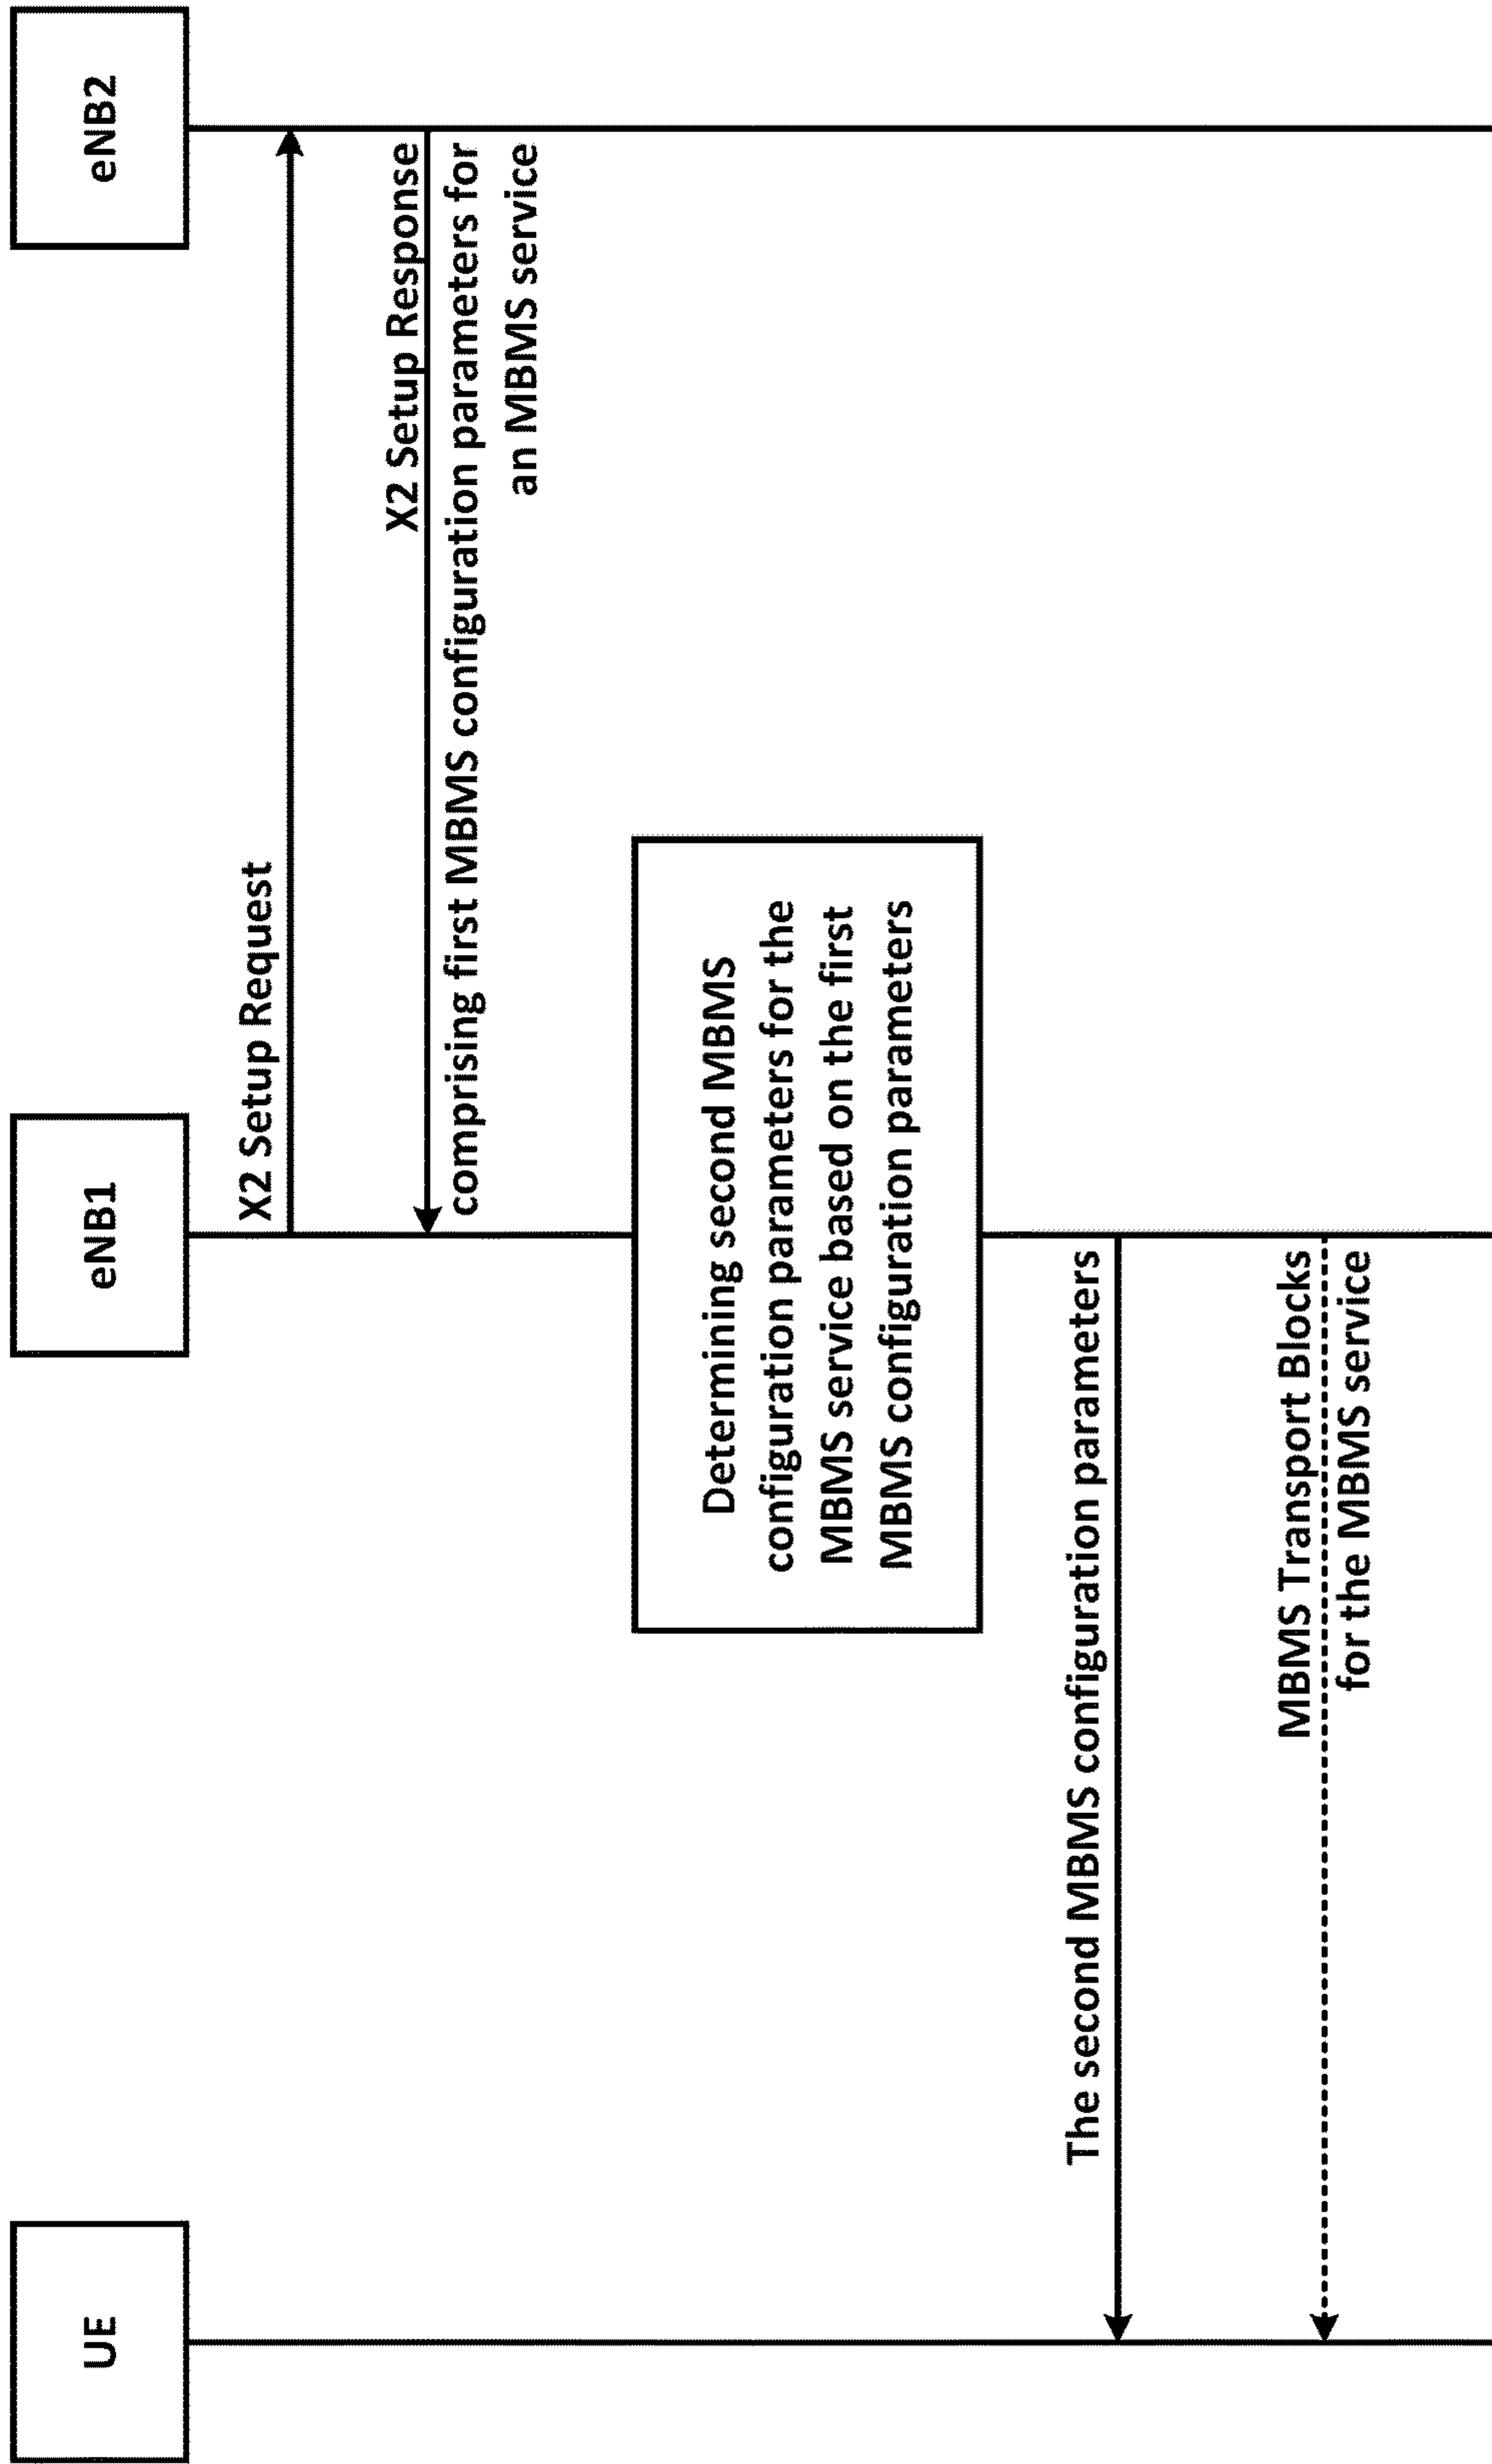 UE
eNB1
eNB2
X2 Setup Request
X2 Setup Response
comprising first MBMS configuration parameters for
an MBMS service
Determining second MBMS
configuration parameters for the
MBMS service based on the first
MBMS configuration parameters
The second MBMS configuration parameters
MBMS Transport Blocks
for the MBMS service